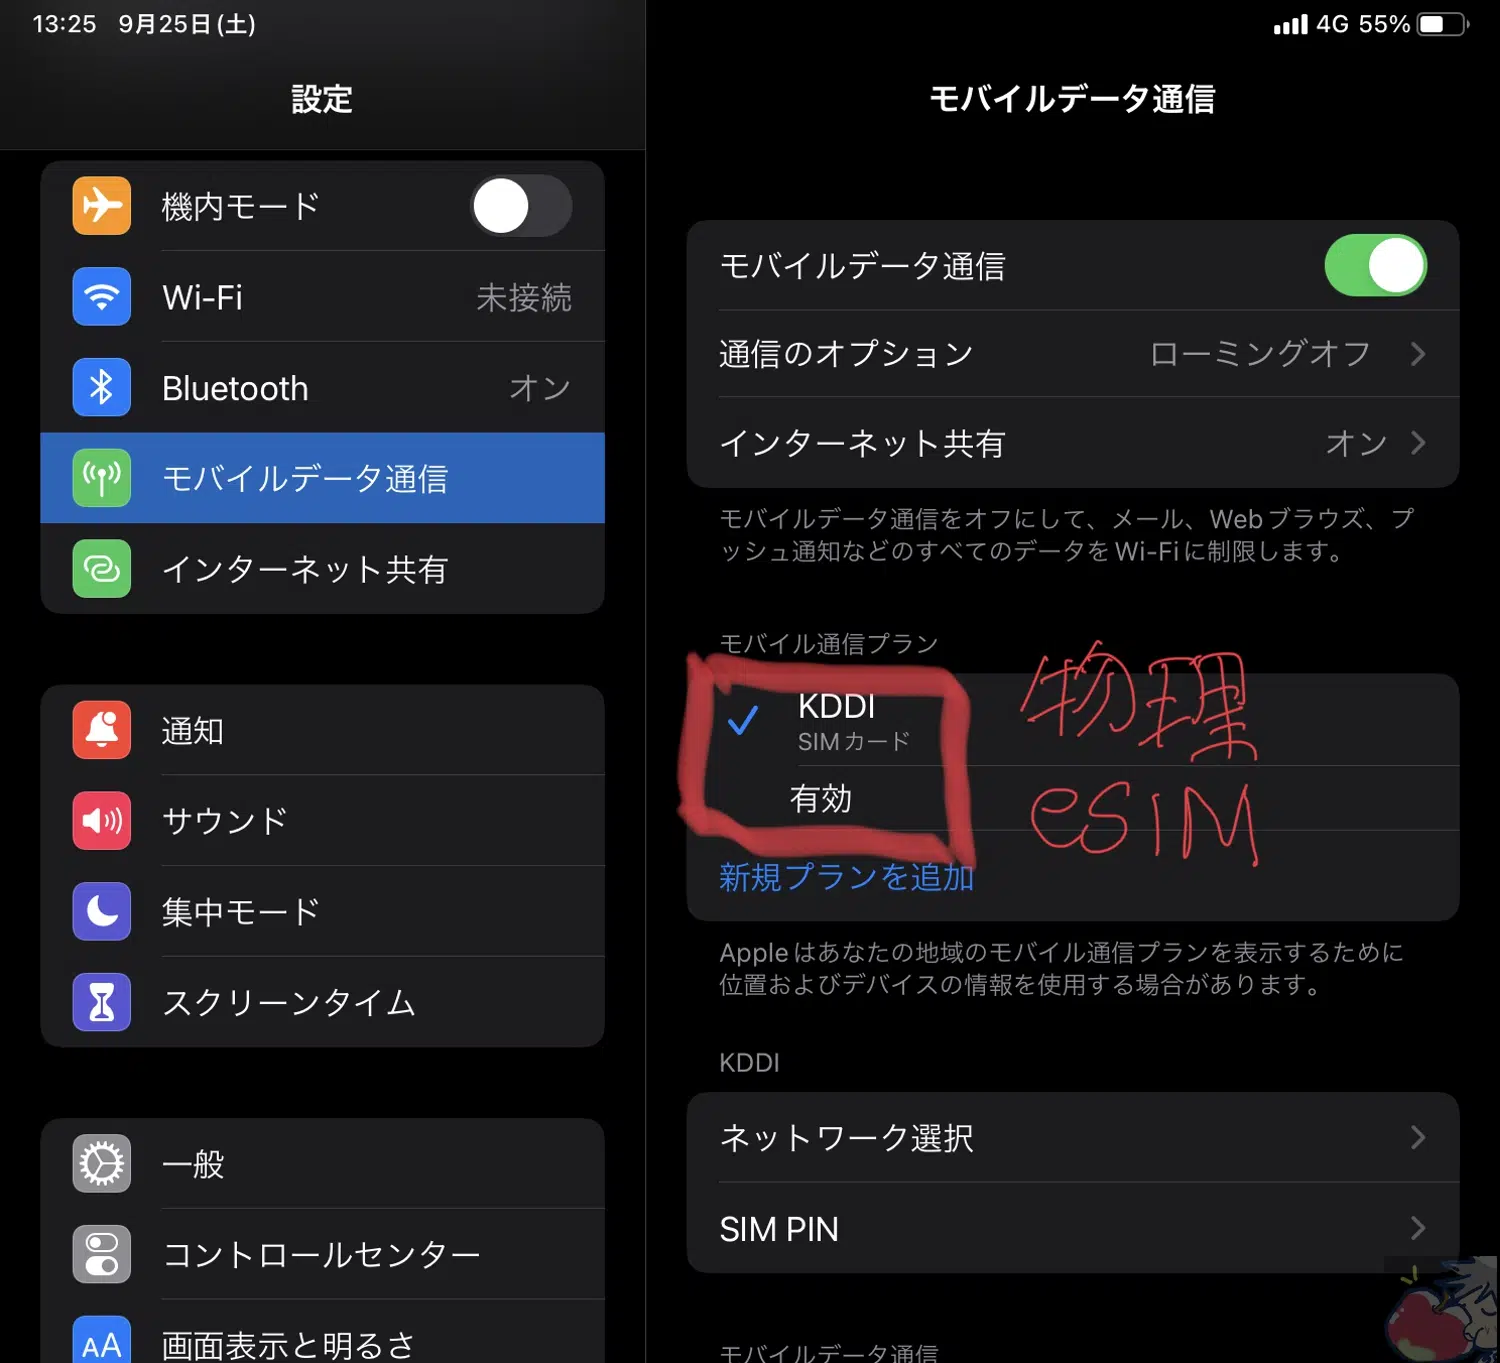 13:25 9月25日(土)
4G 55%
設定
機内モード
Wi-Fi 未接続
Bluetooth オン
モバイルデータ通信
インターネット共有
通知
サウンド
集中モード
スクリーンタイム
一般
コントロールセンター
AA 画面表示と明るさ
モバイルデータ通信
モバイルデータ通信
通信のオプション ローミングオフ
インターネット共有 オン
モバイルデータ通信をオフにして、メール、Webブラウズ、プ
ッシュ通知などのすべてのデータをWi-Fiに制限します。
モバイル通信プラン
KDDI 物理
SIMカード
有効 eSIM
新規プランを追加
Appleはあなたの地域のモバイル通信プランを表示するために
位置およびデバイスの情報を使用する場合があります。
KDDI
ネットワーク選択
SIM PIN
モバイルデータ通信